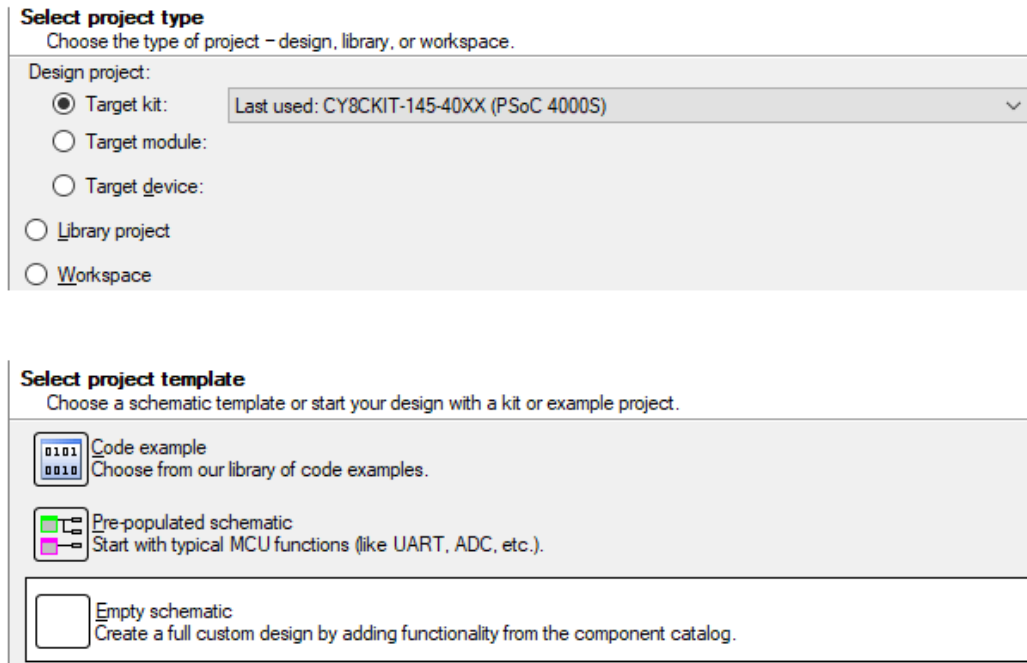 Select project type
Choose the type of project – design, library, or workspace.
Design project:
Target kit: Last used: CY8CKIT-145-40XX (PSoC 4000S)
Target module:
Target device:
Library project
Workspace
Select project template
Choose a schematic template or start your design with a kit or example project.
0101
0010
Code example
Choose from our library of code examples.
Pre-populated schematic
Start with typical MCU functions (like UART, ADC, etc.).
Empty schematic
Create a full custom design by adding functionality from the component catalog.